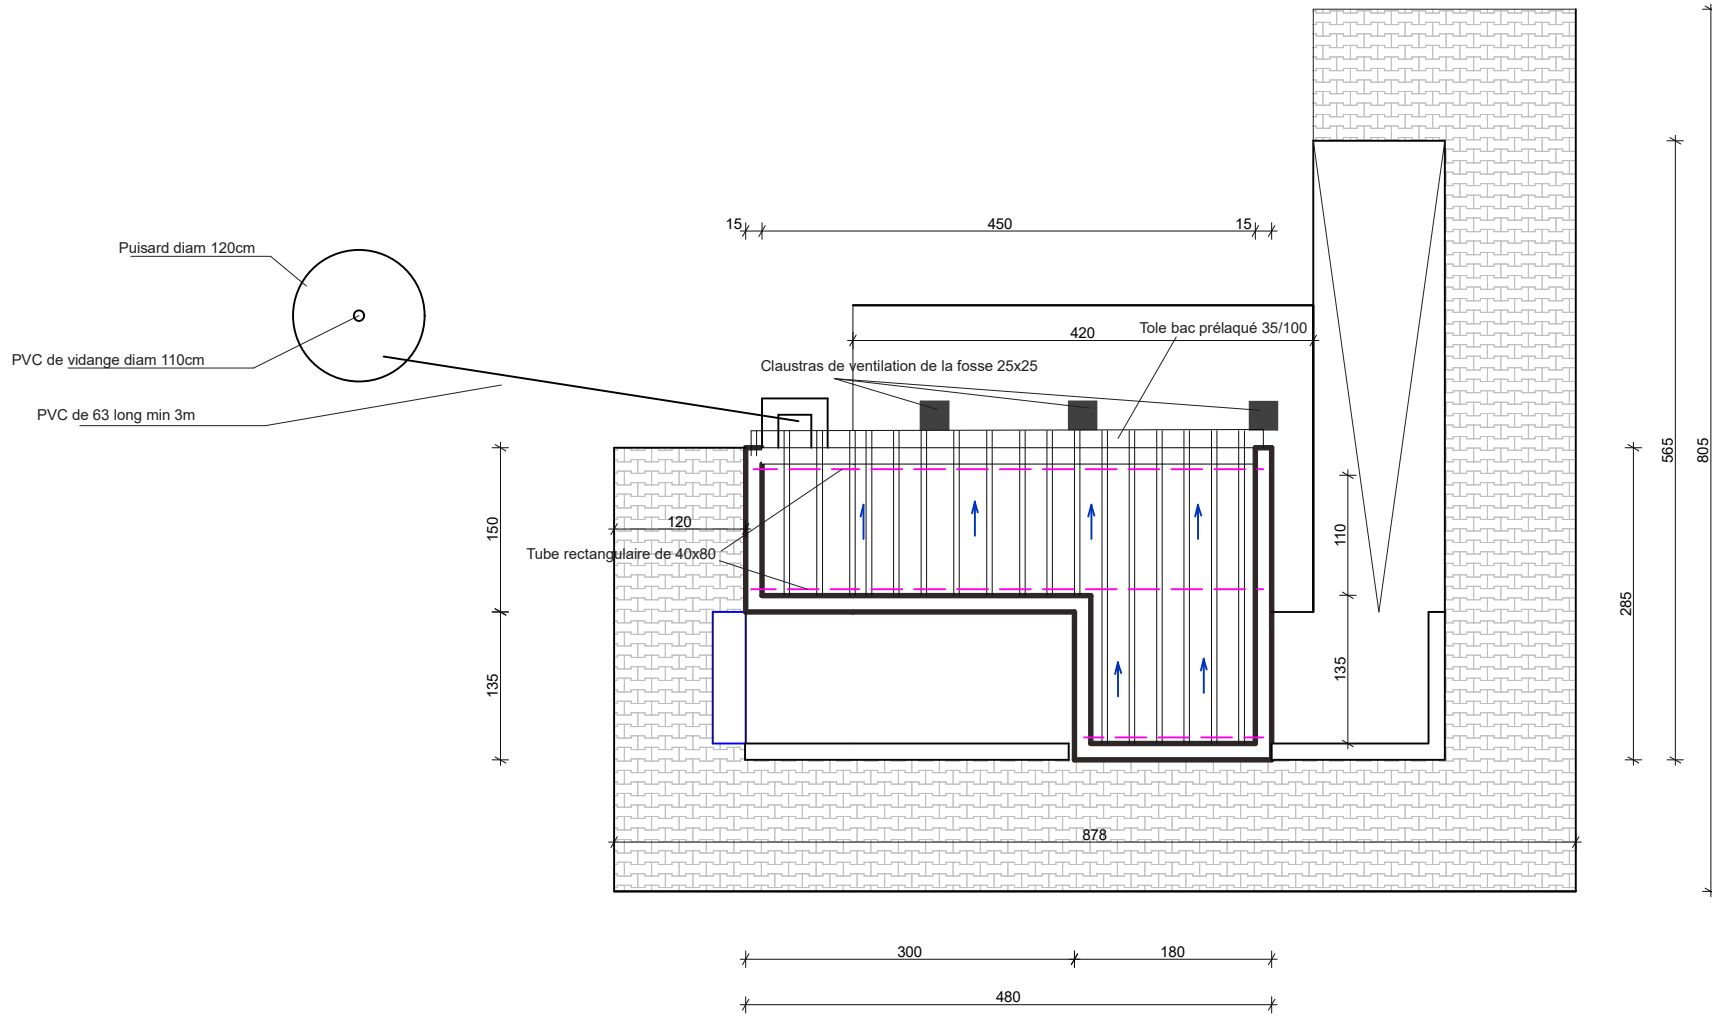 15
450
15
Puisard diam 120cm
PVC de vidange diam 110cm
PVC de 63 long min 3m
420
Tole bac prélaqué 35/100
Claustras de ventilation de la fosse 25x25
565
805
150
120
Tube rectangulaire de 40x80
110
285
135
135
878
300
180
480